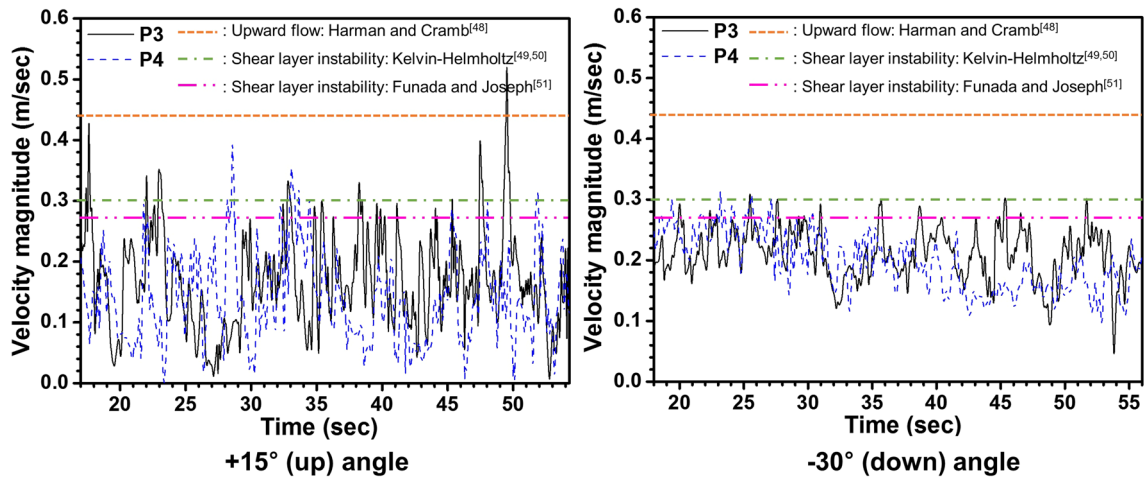 0.6
0.5
0.4
0.3
0.2
0.1
0.0
Velocity magnitude (m/sec)
P3
P4
: Upward flow: Harman and Cramb[48]
: Shear layer instability: Kelvin-Helmholtz[49,50]
: Shear layer instability: Funada and Joseph[51]
20 25 30 35 40 45 50
Time (sec)
+15° (up) angle
0.6
0.5
0.4
0.3
0.2
0.1
0.0
Velocity magnitude (m/sec)
P3
P4
: Upward flow: Harman and Cramb[48]
: Shear layer instability: Kelvin-Helmholtz[49,50]
: Shear layer instability: Funada and Joseph[51]
20 25 30 35 40 45 50 55
Time (sec)
-30° (down) angle